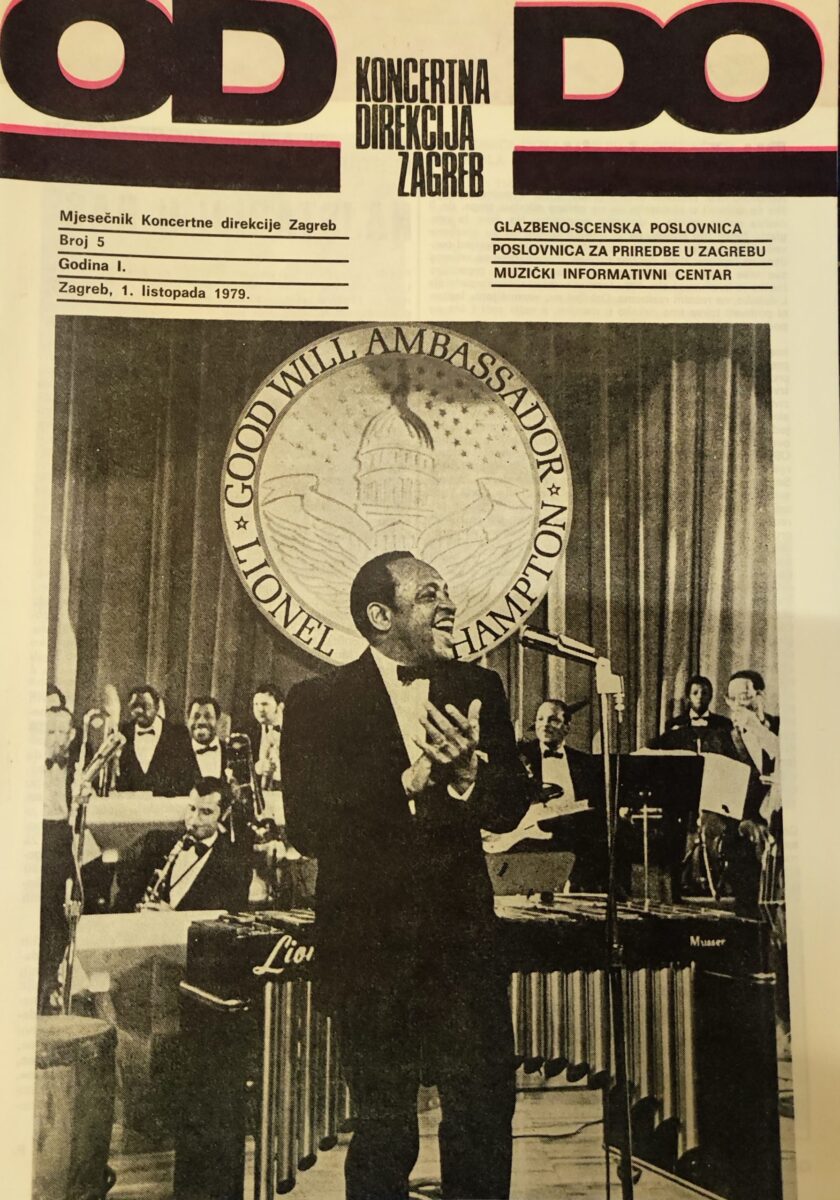 OD
KONCERTNA
DIREKCIJA
ZAGREB
DO
Mjesečnik Koncertne direkcije Zagreb
Broj 5
Godina I.
Zagreb, 1. listopada 1979.
GLAZBENO-SCENSKA POSLOVNICA
POSLOVNICA ZA PRIREDBE U ZAGREBU
MUZIČKI INFORMATIVNI CENTAR
GOOD WILL AMBASSADOR
LIONEL HAMPTON
Lion
Musser